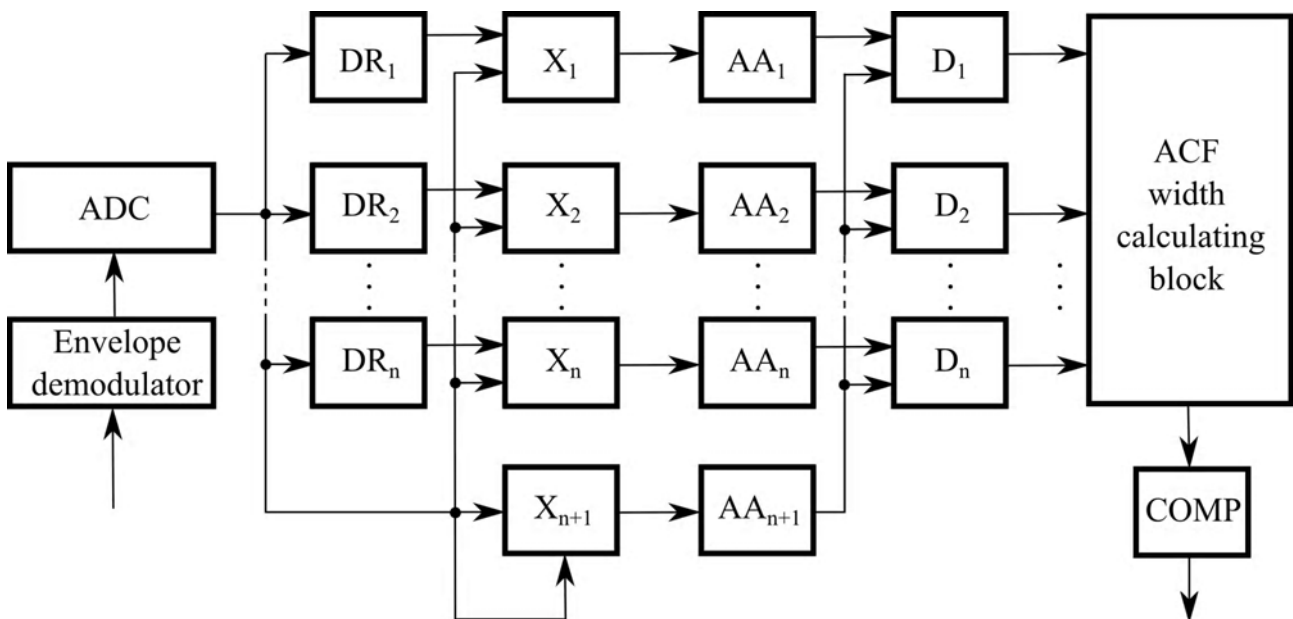 DR₁
X₁
AA₁
D₁
ADC
DR₂
X₂
AA₂
D₂
ACF
width
calculating
block
Envelope
demodulator
DRₙ
Xₙ
AAₙ
Dₙ
Xₙ₊₁
AAₙ₊₁
COMP